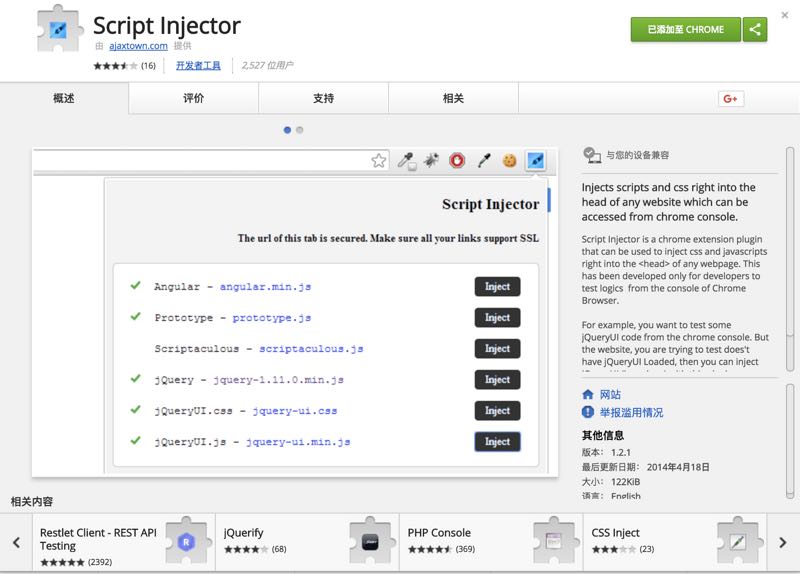 Script Injector
由 ajaxtown.com 提供
(16) 开发者工具 2,527 位用户
已添加至 CHROME
概述 评价 支持 相关
G+
Script Injector
The url of this tab is secured. Make sure all your links support SSL
Angular - angular.min.js Inject
Prototype - prototype.js Inject
Scriptaculous - scriptaculous.js Inject
jQuery - jquery-1.11.0.min.js Inject
jQueryUI.css - jquery-ui.css Inject
jQueryUI.js - jquery-ui.min.js Inject
与您的设备兼容
Injects scripts and css right into the
head of any website which can be
accessed from chrome console.
Script Injector is a chrome extension plugin
that can be used to inject css and javascripts
right into the <head> of any webpage. This
has been developed only for developers to
test logics from the console of Chrome
Browser.
For example, you want to test some
jQueryUI code from the chrome console. But
the website, you are trying to test does't
have jQueryUI Loaded, then you can inject
网站
举报滥用情况
其他信息
版本： 1.2.1
最后更新日期： 2014年4月18日
大小： 122KiB
语言： English
相关内容
Restlet Client - REST API
Testing
(2392)
jQuerify
(68)
PHP Console
(369)
CSS Inject
(23)